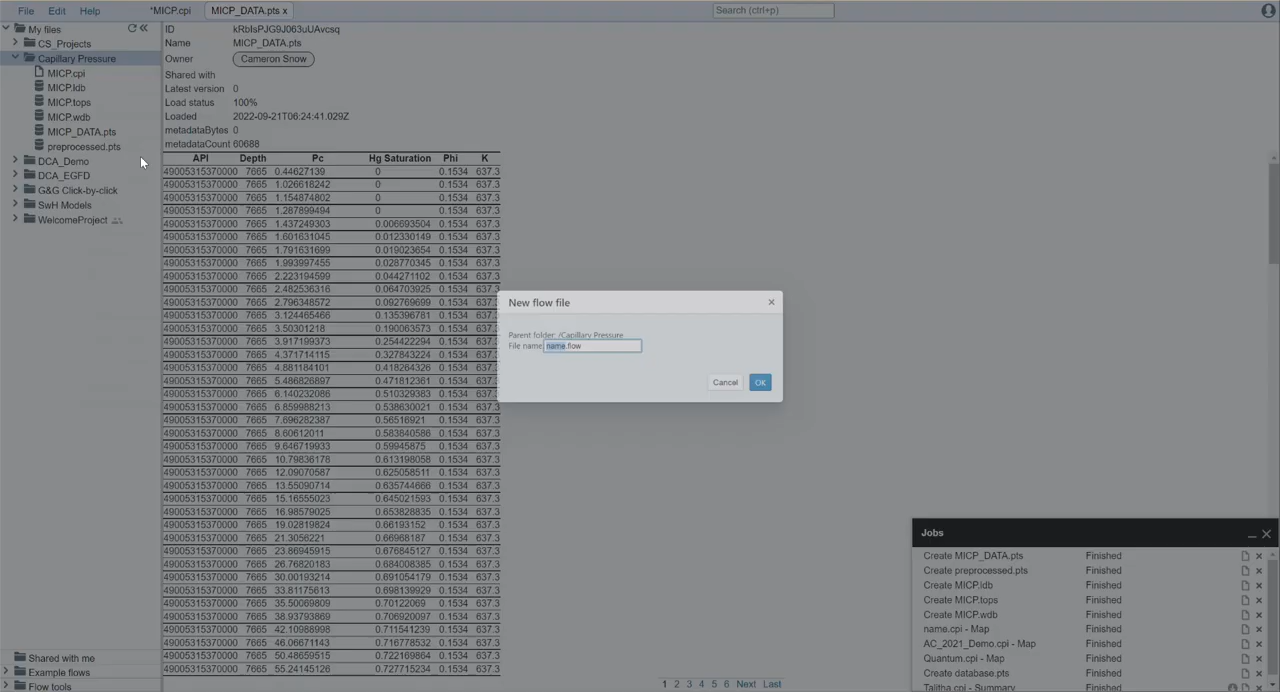 File Edit Help *MICP.cpi MICP_DATA.pts x Search (ctrl+p)
My files
CS_Projects
Capillary Pressure
MICP.cpi
MICP.ldb
MICP.tops
MICP.wdb
MICP_DATA.pts
preprocessed.pts
DCA_Demo
DCA_EGFD
G&G Click-by-click
SwH Models
WelcomeProject
Shared with me
Example flows
Flow tools
ID kRbIsPJG9J063uUAvcsq
Name MICP_DATA.pts
Owner Cameron Snow
Shared with
Latest version 0
Load status 100%
Loaded 2022-09-21T06:24:41.029Z
metadataBytes 0
metadataCount 60688
API Depth Pc Hg Saturation Phi K
49005315370000 7665 0.44627139 0 0.1534 637.3
49005315370000 7665 1.026618242 0 0.1534 637.3
49005315370000 7665 1.154874802 0 0.1534 637.3
49005315370000 7665 1.287899494 0 0.1534 637.3
49005315370000 7665 1.437249303 0.006693504 0.1534 637.3
49005315370000 7665 1.601631045 0.012330149 0.1534 637.3
49005315370000 7665 1.791631699 0.019023654 0.1534 637.3
49005315370000 7665 1.993997455 0.028770345 0.1534 637.3
49005315370000 7665 2.223194599 0.044271102 0.1534 637.3
49005315370000 7665 2.482536316 0.064703925 0.1534 637.3
49005315370000 7665 2.796348572 0.092769699 0.1534 637.3
49005315370000 7665 3.124465466 0.135396781 0.1534 637.3
49005315370000 7665 3.50301218 0.190063573 0.1534 637.3
49005315370000 7665 3.917199373 0.254422294 0.1534 637.3
49005315370000 7665 4.371714115 0.327843224 0.1534 637.3
49005315370000 7665 4.881184101 0.418264326 0.1534 637.3
49005315370000 7665 5.486826897 0.471812361 0.1534 637.3
49005315370000 7665 6.140232086 0.510329383 0.1534 637.3
49005315370000 7665 6.859988213 0.538630021 0.1534 637.3
49005315370000 7665 7.696282387 0.56516921 0.1534 637.3
49005315370000 7665 8.60612011 0.583840586 0.1534 637.3
49005315370000 7665 9.646719933 0.59945875 0.1534 637.3
49005315370000 7665 10.79836178 0.613198058 0.1534 637.3
49005315370000 7665 12.09070587 0.625058511 0.1534 637.3
49005315370000 7665 13.55090714 0.635744666 0.1534 637.3
49005315370000 7665 15.16555023 0.645021593 0.1534 637.3
49005315370000 7665 16.98579025 0.653828835 0.1534 637.3
49005315370000 7665 19.02819824 0.66193152 0.1534 637.3
49005315370000 7665 21.3056221 0.66968187 0.1534 637.3
49005315370000 7665 23.86945915 0.676845127 0.1534 637.3
49005315370000 7665 26.76820183 0.684008385 0.1534 637.3
49005315370000 7665 30.00193214 0.691054179 0.1534 637.3
49005315370000 7665 33.81175613 0.698139929 0.1534 637.3
49005315370000 7665 35.50069809 0.70122069 0.1534 637.3
49005315370000 7665 38.93793869 0.706920097 0.1534 637.3
49005315370000 7665 42.10988998 0.711541239 0.1534 637.3
49005315370000 7665 46.06671143 0.716778532 0.1534 637.3
49005315370000 7665 50.48659515 0.722169864 0.1534 637.3
49005315370000 7665 55.24145126 0.727715234 0.1534 637.3
1 2 3 4 5 6 Next Last
New flow file
Parent folder: /Capillary Pressure
File name: name.flow
Cancel OK
Jobs
Create MICP_DATA.pts Finished
Create preprocessed.pts Finished
Create MICP.ldb Finished
Create MICP.tops Finished
Create MICP.wdb Finished
name.cpi - Map Finished
AC_2021_Demo.cpi - Map Finished
Quantum.cpi - Map Finished
Create database.pts Finished
Talitha.cpi - Summary Finished